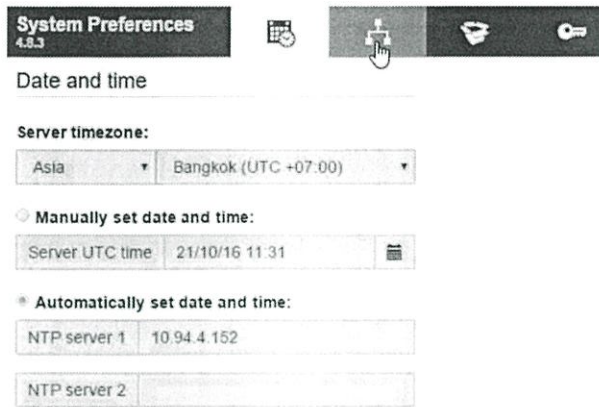 System Preferences
4.8.3
Date and time
Server timezone:
Asia Bangkok (UTC +07:00)
Manually set date and time:
Server UTC time 21/10/16 11:31
Automatically set date and time:
NTP server 1 10.94.4.152
NTP server 2